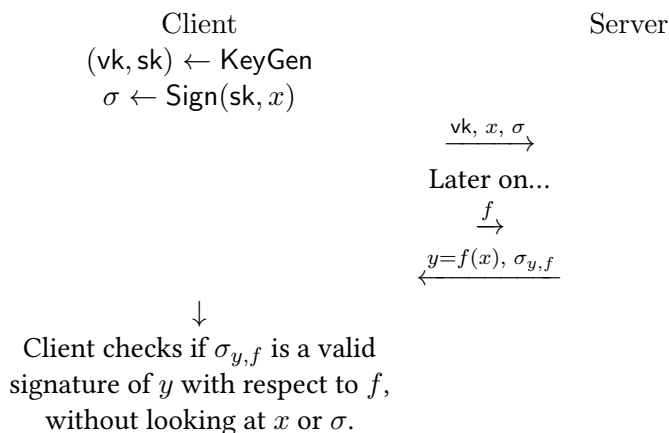 Client Server
(vk, sk) ← KeyGen
σ ← Sign(sk, x)
vk, x, σ
Later on...
f
y=f(x), σ_{y,f}
↓
Client checks if σ_{y,f} is a valid
signature of y with respect to f,
without looking at x or σ.